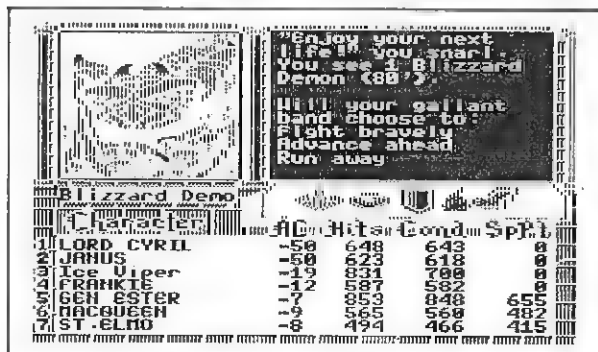 "Enjoy your next
life!" you snarl.
You see 1 Blizzard
Demon (80').
Will your gallant
band choose to:
Fight bravely
Advance ahead
Run away
Blizzard Demo
Character AC Hits Cond SpPt
1 LORD CYRIL -50 648 643 0
2 JANUS -50 623 618 0
3 Ice Viper -19 831 700 0
4 FRANKIE -12 587 582 0
5 GEN ESTER -7 853 848 655
6 MACQUEEN -9 565 560 482
7 ST.ELMO -8 494 466 415